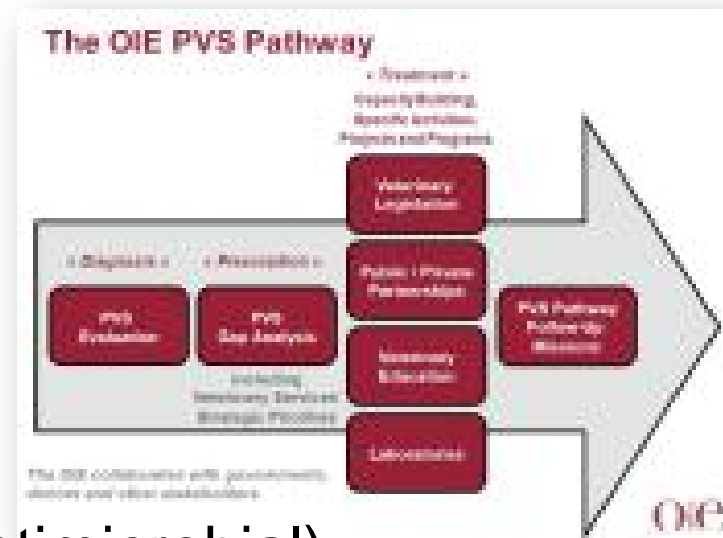 The OIE PVS Pathway
« Treatment »
Capacity Building,
Specific Activities,
Projects and Programs
Veterinary
Legislation
« Diagnosis »
« Prescription »
Public / Private
Partnerships
PVS
Evaluation
PVS
Gap Analysis
PVS Pathway
Follow-Up
Missions
including
Veterinary Services
Strategic Priorities
Veterinary
Education
Laboratories
The OIE collaborates with governments,
donors and other stakeholders
Oie
timicrobial)